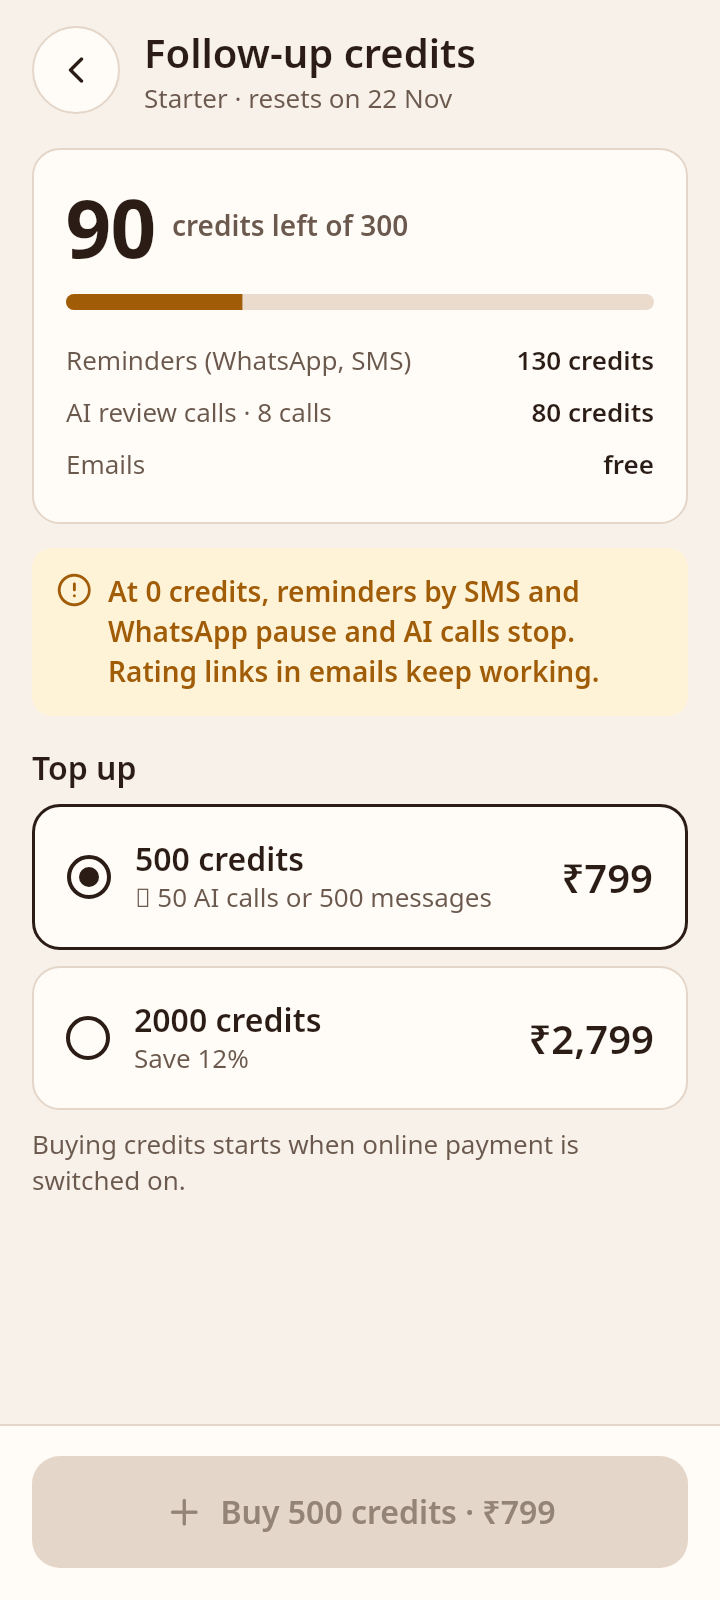 Follow-up credits
Starter · resets on 22 Nov
90 credits left of 300
Reminders (WhatsApp, SMS) 130 credits
AI review calls · 8 calls 80 credits
Emails free
At 0 credits, reminders by SMS and
WhatsApp pause and AI calls stop.
Rating links in emails keep working.
Top up
500 credits
50 AI calls or 500 messages
₹799
2000 credits
Save 12%
₹2,799
Buying credits starts when online payment is
switched on.
Buy 500 credits · ₹799